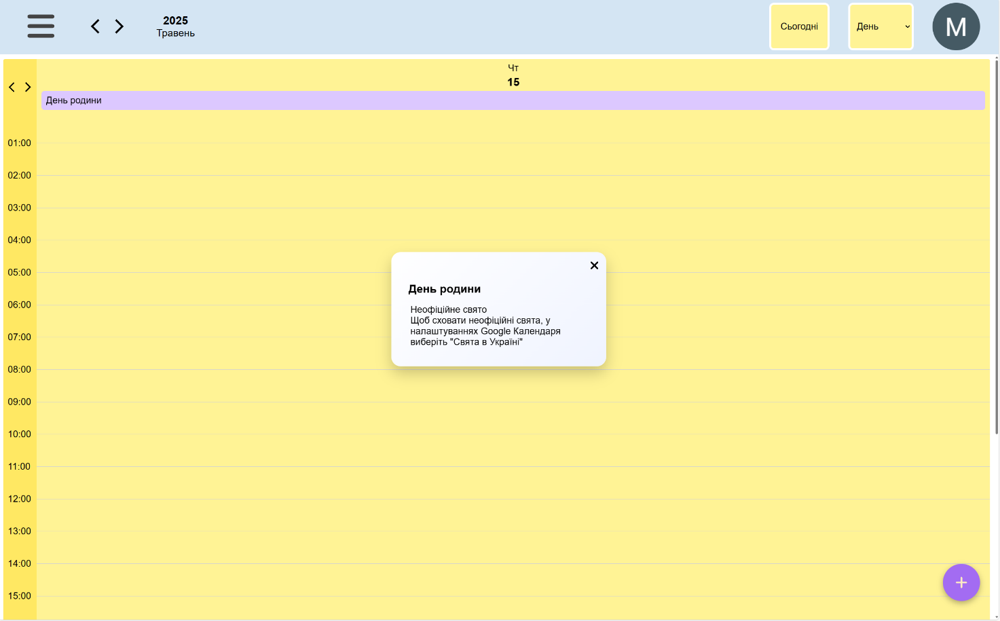 2025
Травень
Сьогодні
День
M
Чт
15
День родини
01:00
02:00
03:00
04:00
05:00
06:00
07:00
08:00
09:00
10:00
11:00
12:00
13:00
14:00
15:00
День родини
Неофіційне свято
Щоб сховати неофіційні свята, у
налаштуваннях Google Календаря
виберіть "Свята в Україні"